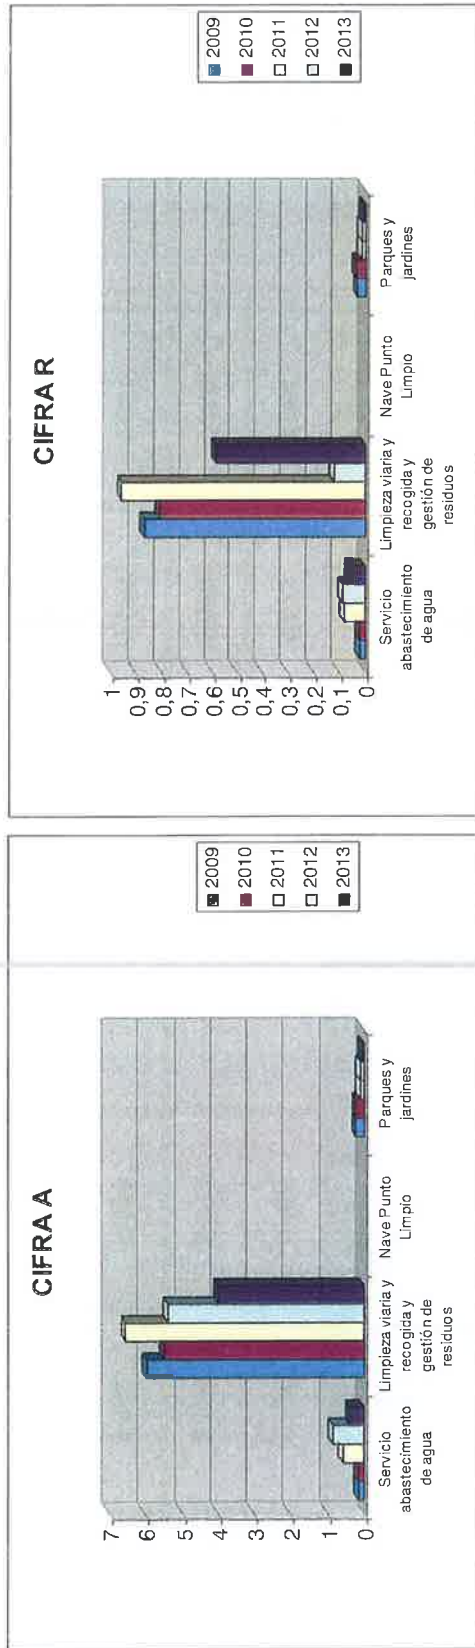 CIFRA A
7
6
5
4
3
2
1
0
Servicio
abastecimiento
de agua
Limpieza viaria y
recogida y
gestión de
residuos
Nave Punto
Limpio
Parques y
jardines
2009
2010
2011
2012
2013
CIFRA R
1
0,9
0,8
0,7
0,6
0,5
0,4
0,3
0,2
0,1
0
Servicio
abastecimiento
de agua
Limpieza viaria y
recogida y
gestión de
residuos
Nave Punto
Limpio
Parques y
jardines
2009
2010
2011
2012
2013